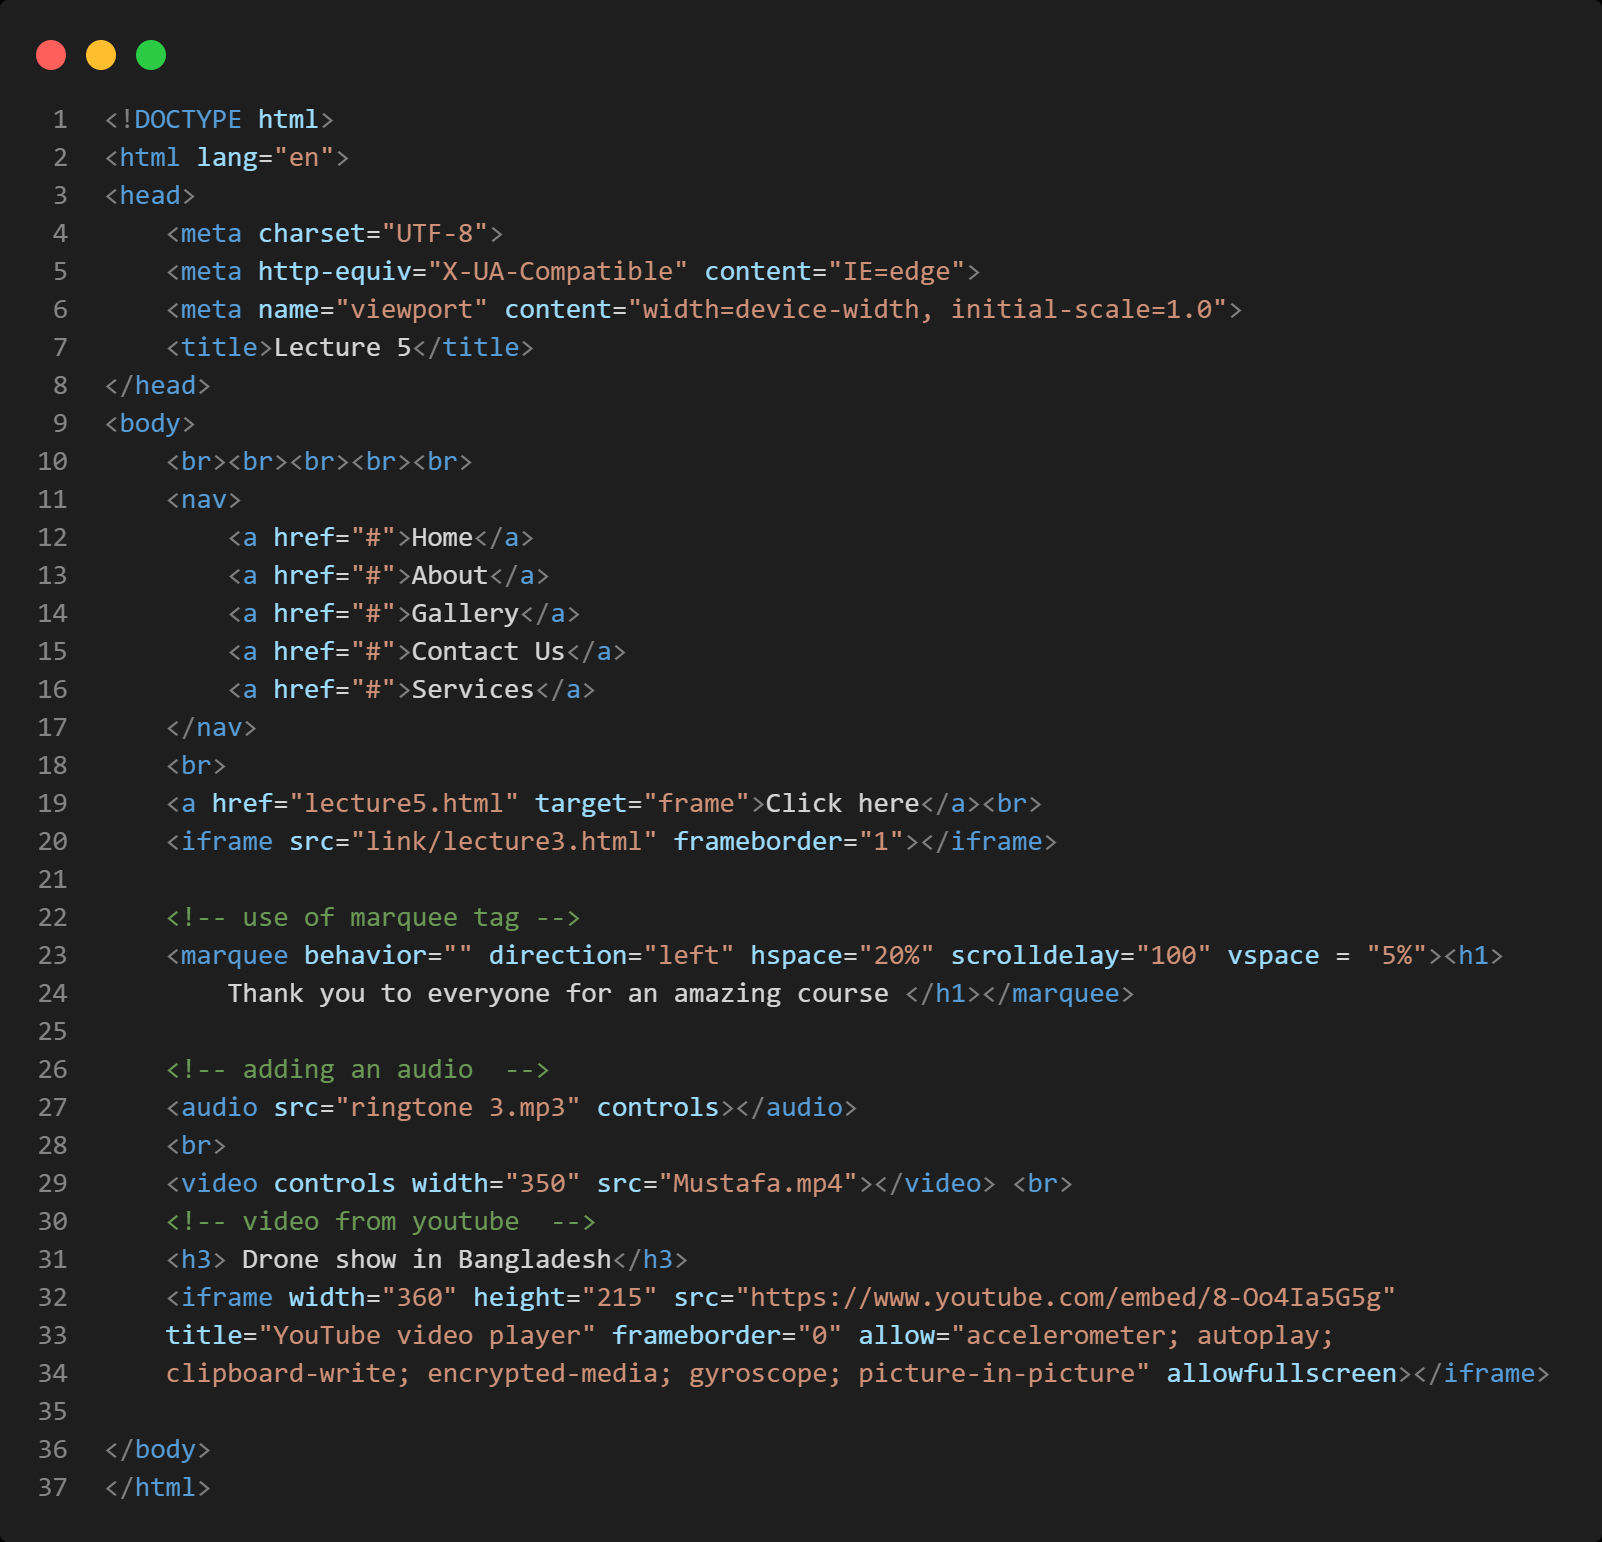 1 <!DOCTYPE html>
2 <html lang="en">
3 <head>
4     <meta charset="UTF-8">
5     <meta http-equiv="X-UA-Compatible" content="IE=edge">
6     <meta name="viewport" content="width=device-width, initial-scale=1.0">
7     <title>Lecture 5</title>
8 </head>
9 <body>
10     <br><br><br><br><br>
11     <nav>
12         <a href="#">Home</a>
13         <a href="#">About</a>
14         <a href="#">Gallery</a>
15         <a href="#">Contact Us</a>
16         <a href="#">Services</a>
17     </nav>
18     <br>
19     <a href="lecture5.html" target="frame">Click here</a><br>
20     <iframe src="link/lecture3.html" frameborder="1"></iframe>
21
22     <!-- use of marquee tag -->
23     <marquee behavior="" direction="left" hspace="20%" scrolldelay="100" vspace = "5%"><h1>
24         Thank you to everyone for an amazing course </h1></marquee>
25
26     <!-- adding an audio  -->
27     <audio src="ringtone 3.mp3" controls></audio>
28     <br>
29     <video controls width="350" src="Mustafa.mp4"></video> <br>
30     <!-- video from youtube  -->
31     <h3> Drone show in Bangladesh</h3>
32     <iframe width="360" height="215" src="https://www.youtube.com/embed/8-Oo4Ia5G5g"
33     title="YouTube video player" frameborder="0" allow="accelerometer; autoplay;
34     clipboard-write; encrypted-media; gyroscope; picture-in-picture" allowfullscreen></iframe>
35
36 </body>
37 </html>